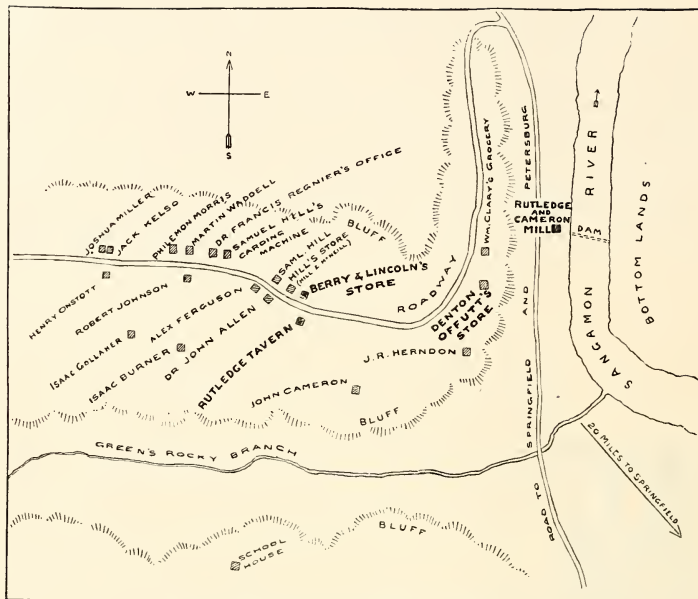 N
W E
S
JOSHUA MILLER
JACK KELSO
PHILEMON MORRIS
MARTIN WADDELL
DR FRANCIS REGNIER'S OFFICE
SAMUEL HILL'S
CARDING
MACHINE
SAML. HILL
HILL'S STORE
(HILL & M'NEILL)
BERRY & LINCOLN'S
STORE
BLUFF
ROADWAY
WM. CLARY'S GROCERY
RUTLEDGE
AND
CAMERON
MILL
DAM
SANGAMON RIVER
BOTTOM LANDS
HENRY ONSTOTT
ROBERT JOHNSON
ISAAC GOLLAHER
ISAAC BURNER
ALEX FERGUSON
DR JOHN ALLEN
RUTLEDGE TAVERN
DENTON
OFFUTT'S
STORE
J.R. HERNDON
JOHN CAMERON
BLUFF
GREEN'S ROCKY BRANCH
ROAD TO SPRINGFIELD AND PETERSBURG
20 MILES TO SPRINGFIELD
BLUFF
SCHOOL
HOUSE